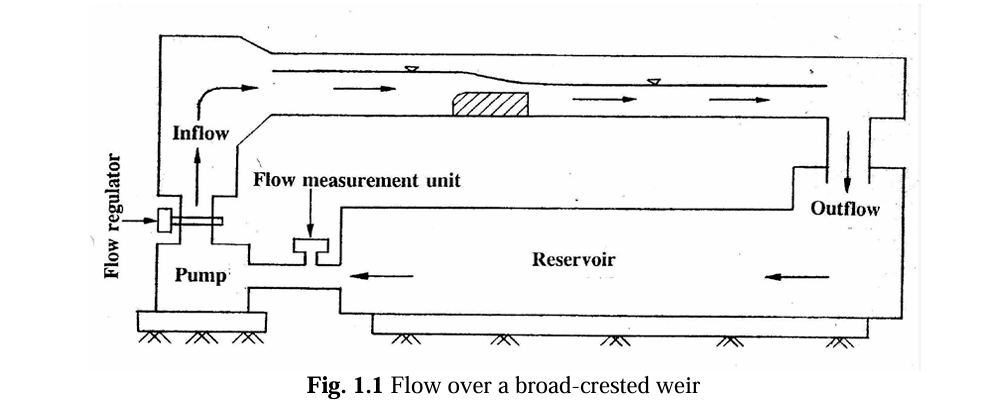 Inflow
Flow regulator
Flow measurement unit
Outflow
Reservoir
Pump
Fig. 1.1 Flow over a broad-crested weir